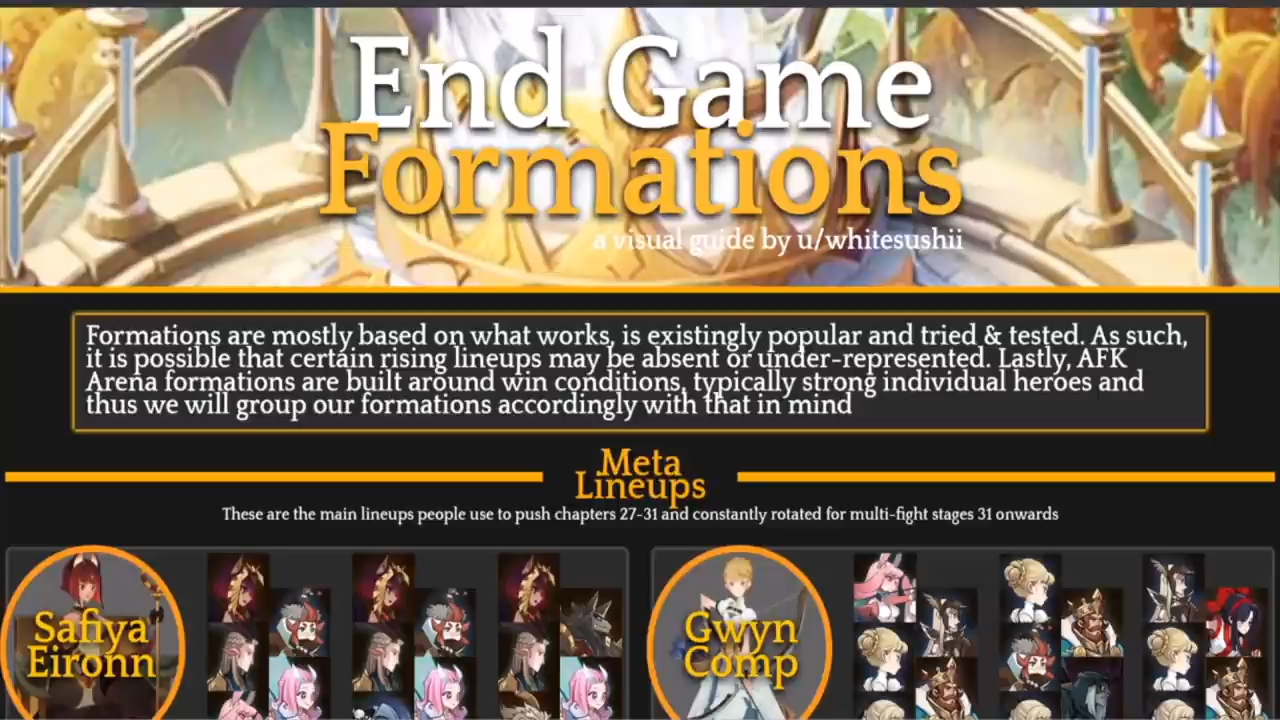 End Game
Formations
a visual guide by u/whitesushii
Formations are mostly based on what works, is existingly popular and tried & tested. As such,
it is possible that certain rising lineups may be absent or under-represented. Lastly, AFK
Arena formations are built around win conditions, typically strong individual heroes and
thus we will group our formations accordingly with that in mind
Meta
Lineups
These are the main lineups people use to push chapters 27-31 and constantly rotated for multi-fight stages 31 onwards
Safiya
Eironn
Gwyn
Comp